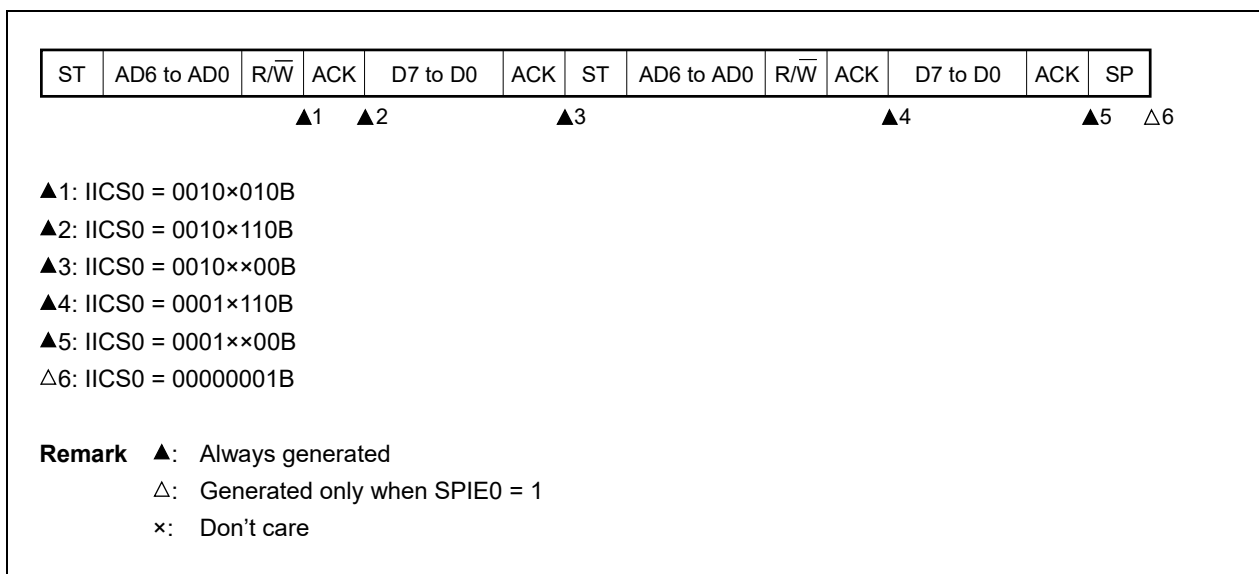 ST AD6 to AD0 R/W̅ ACK D7 to D0 ACK ST AD6 to AD0 R/W̅ ACK D7 to D0 ACK SP
▲1 ▲2 ▲3 ▲4 ▲5 △6
▲1: IICS0 = 0010×010B
▲2: IICS0 = 0010×110B
▲3: IICS0 = 0010××00B
▲4: IICS0 = 0001×110B
▲5: IICS0 = 0001××00B
△6: IICS0 = 00000001B
Remark ▲: Always generated
△: Generated only when SPIE0 = 1
×: Don’t care